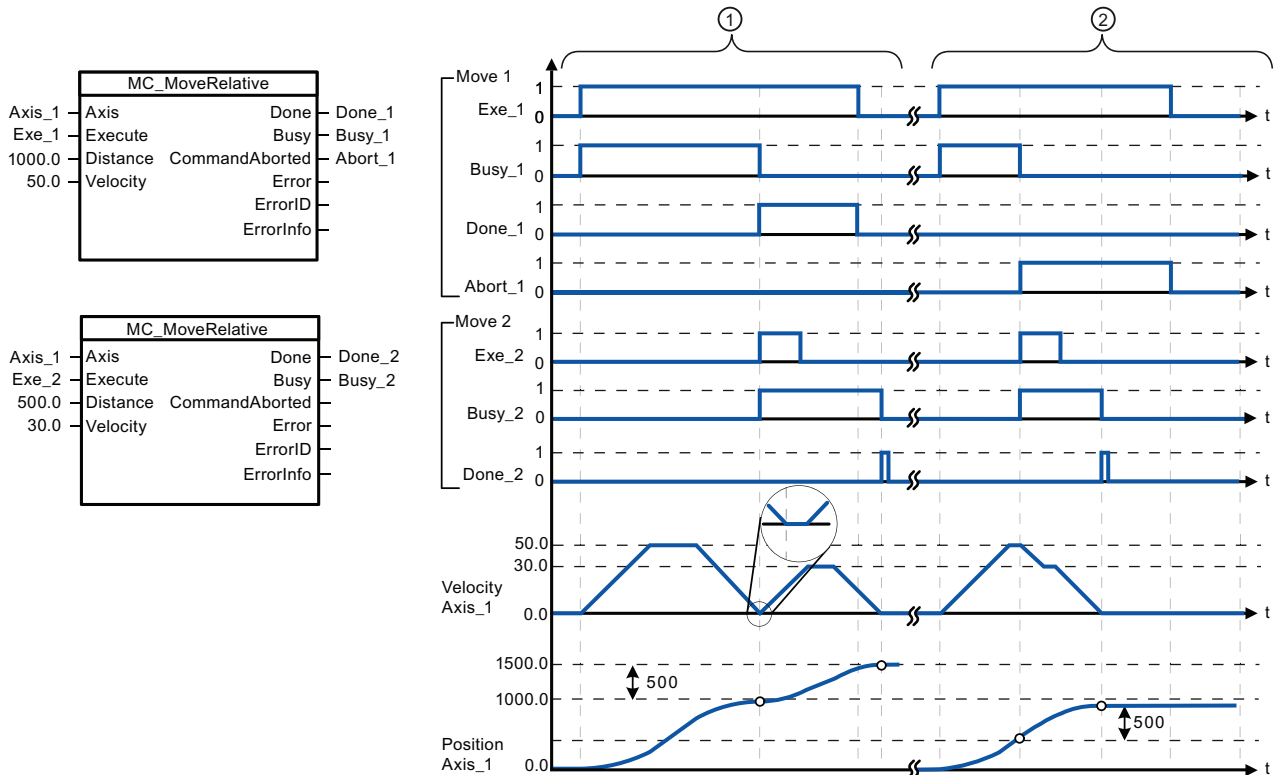 1
2
MC_MoveRelative
Axis_1 Axis Done Done_1
Exe_1 Execute Busy Busy_1
1000.0 Distance CommandAborted Abort_1
50.0 Velocity Error
ErrorID
ErrorInfo
MC_MoveRelative
Axis_1 Axis Done Done_2
Exe_2 Execute Busy Busy_2
500.0 Distance CommandAborted
30.0 Velocity Error
ErrorID
ErrorInfo
Move 1
1
Exe_1 0 t
1
Busy_1 0 t
1
Done_1 0 t
1
Abort_1 0 t
Move 2
1
Exe_2 0 t
1
Busy_2 0 t
1
Done_2 0 t
50.0
30.0
Velocity
Axis_1
0.0 t
1500.0
500
1000.0
500
Position
Axis_1
0.0 t